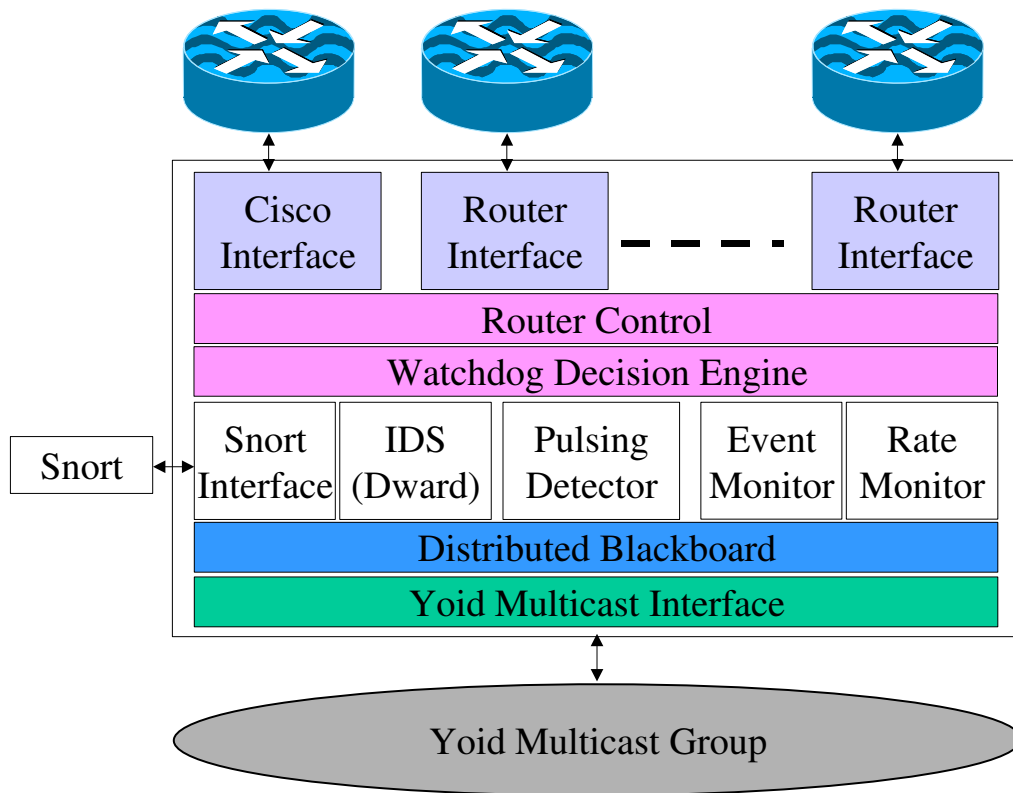 Cisco
Interface
Router
Interface
Router
Interface
Router Control
Watchdog Decision Engine
Snort
Snort
Interface
IDS
(Dward)
Pulsing
Detector
Event
Monitor
Rate
Monitor
Distributed Blackboard
Yoid Multicast Interface
Yoid Multicast Group